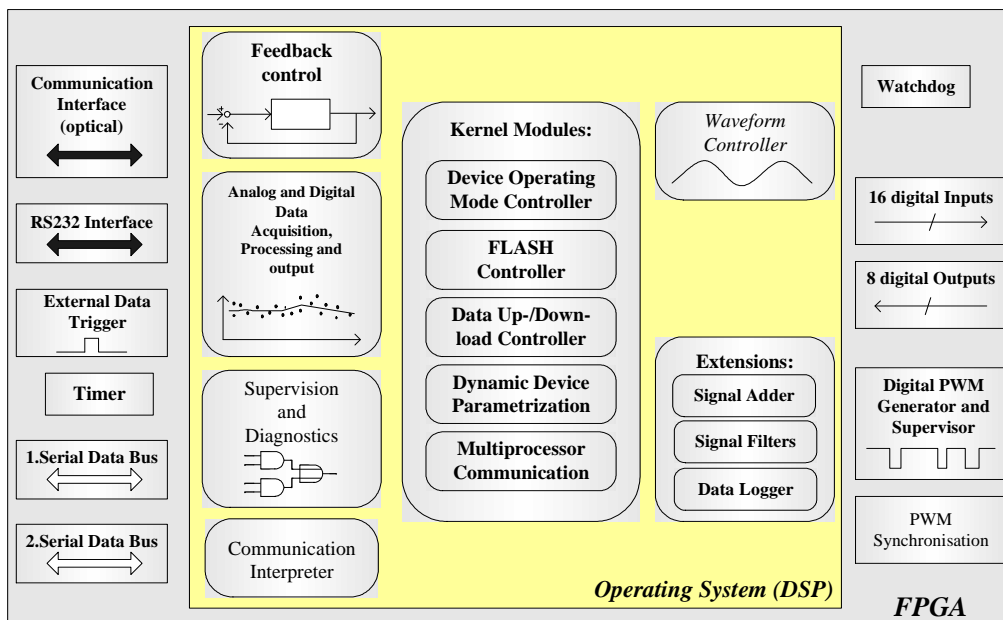 Communication
Interface
(optical)
RS232 Interface
External Data
Trigger
Timer
1.Serial Data Bus
2.Serial Data Bus
Feedback
control
+
-
Analog and Digital
Data
Acquisition,
Processing and
output
Supervision
and
Diagnostics
Communication
Interpreter
Kernel Modules:
Device Operating
Mode Controller
FLASH
Controller
Data Up-/Down-
load Controller
Dynamic Device
Parametrization
Multiprocessor
Communication
Waveform
Controller
Extensions:
Signal Adder
Signal Filters
Data Logger
Operating System (DSP)
Watchdog
16 digital Inputs
8 digital Outputs
Digital PWM
Generator and
Supervisor
PWM
Synchronisation
FPGA